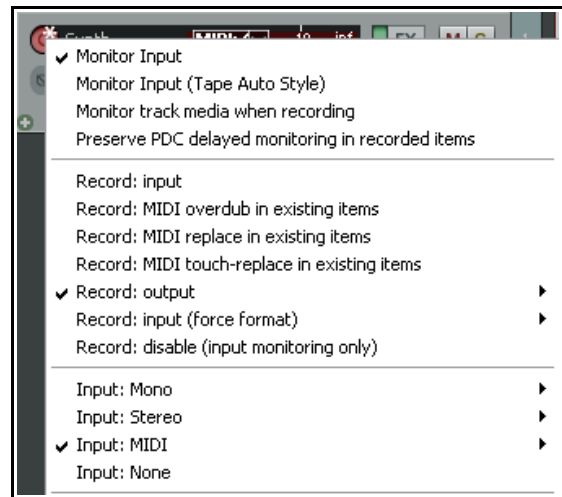 Monitor Input
Monitor Input (Tape Auto Style)
Monitor track media when recording
Preserve PDC delayed monitoring in recorded items
Record: input
Record: MIDI overdub in existing items
Record: MIDI replace in existing items
Record: MIDI touch-replace in existing items
Record: output
Record: input (force format)
Record: disable (input monitoring only)
Input: Mono
Input: Stereo
Input: MIDI
Input: None